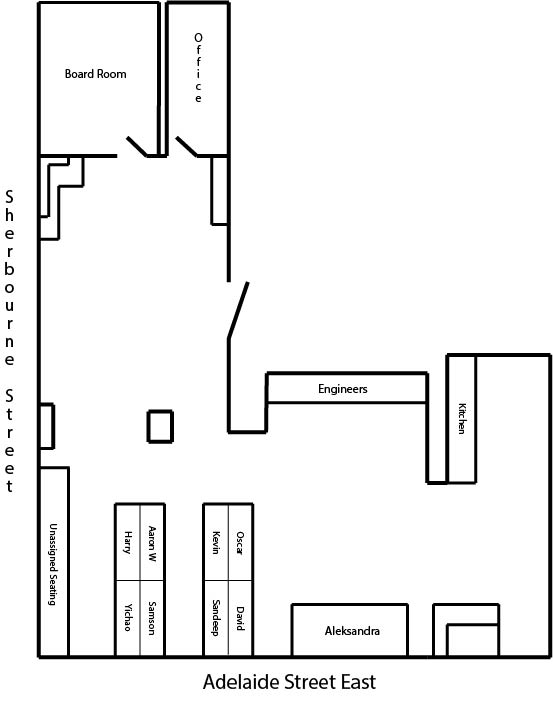 Board Room
Office
Sherbourne Street
Engineers
Kitchen
Unassigned Seating
Harry
Aaron W
Kevin
Oscar
Yichao
Samson
Sandeep
David
Aleksandra
Adelaide Street East